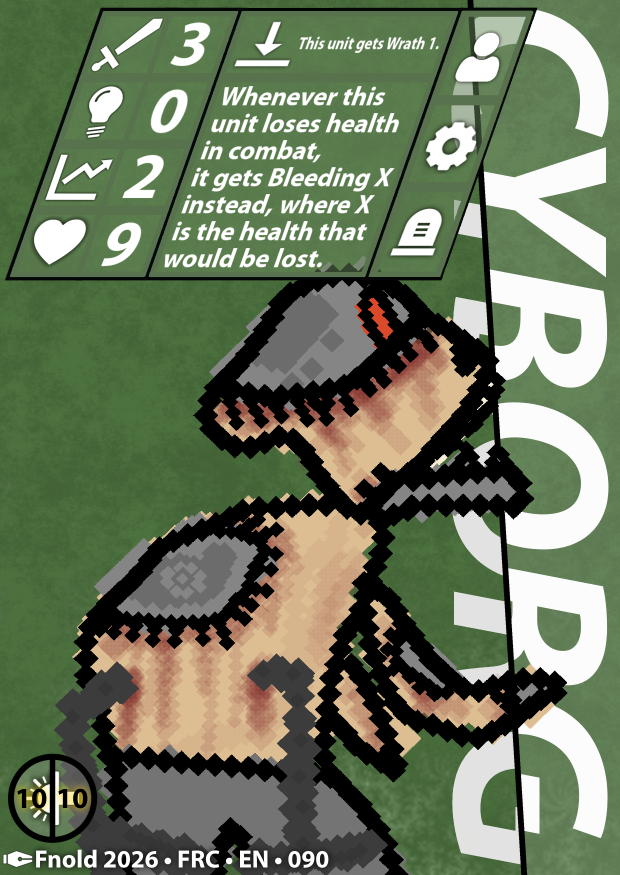 3
0
2
9
This unit gets Wrath 1.
Whenever this
unit loses health
in combat,
it gets Bleeding X
instead, where X
is the health that
would be lost.
CYBORG
10 10
Fnold 2026 • FRC • EN • 090